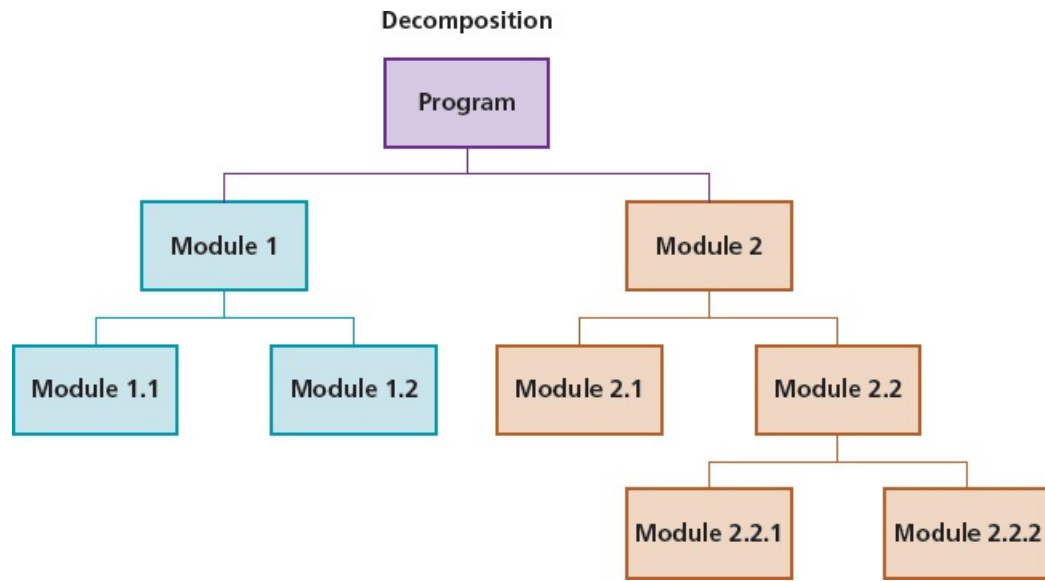 Decomposition
Program
Module 1
Module 2
Module 1.1
Module 1.2
Module 2.1
Module 2.2
Module 2.2.1
Module 2.2.2